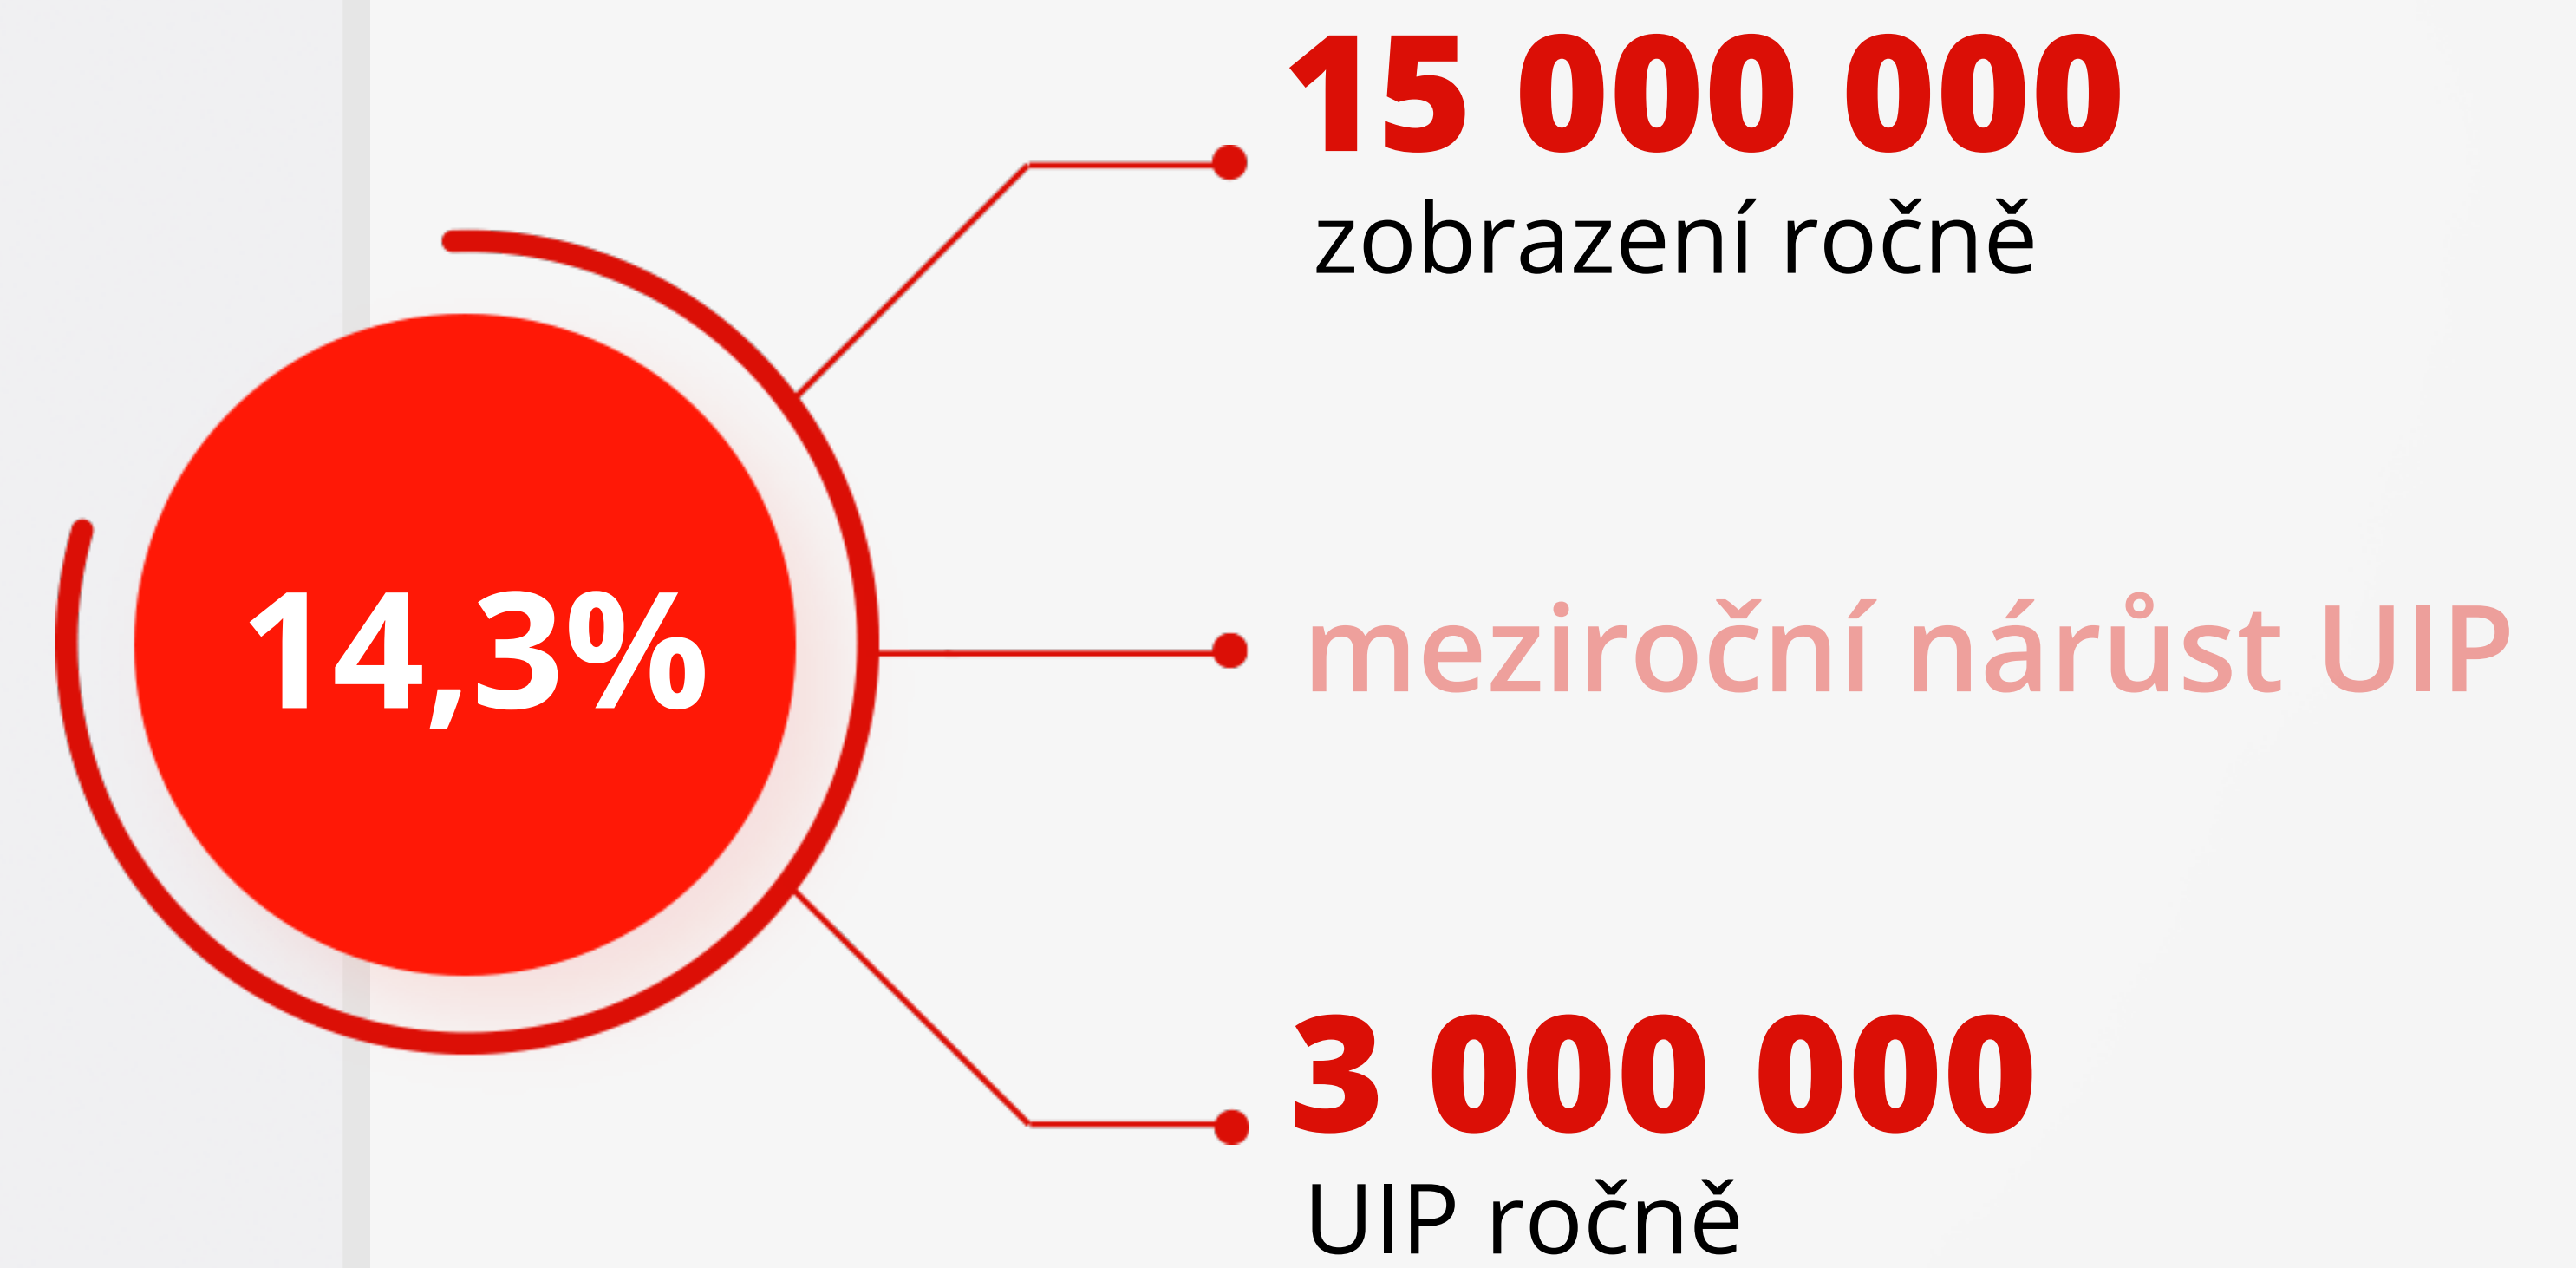 15 000 000
zobrazení ročně
14,3%
meziroční nárůst UIP
3 000 000
UIP ročně